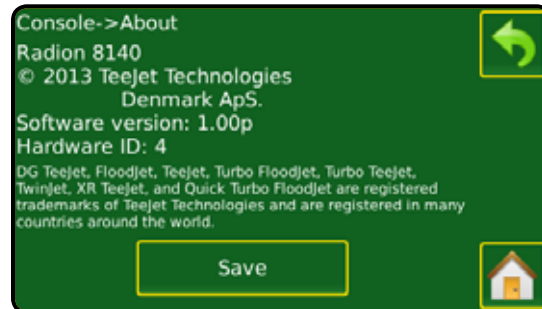 Console->About
Radion 8140
© 2013 TeeJet Technologies
Denmark ApS.
Software version: 1.00p
Hardware ID: 4
DG TeeJet, FloodJet, TeeJet, Turbo FloodJet, Turbo TeeJet,
TwinJet, XR TeeJet, and Quick Turbo FloodJet are registered
trademarks of TeeJet Technologies and are registered in many
countries around the world.
Save